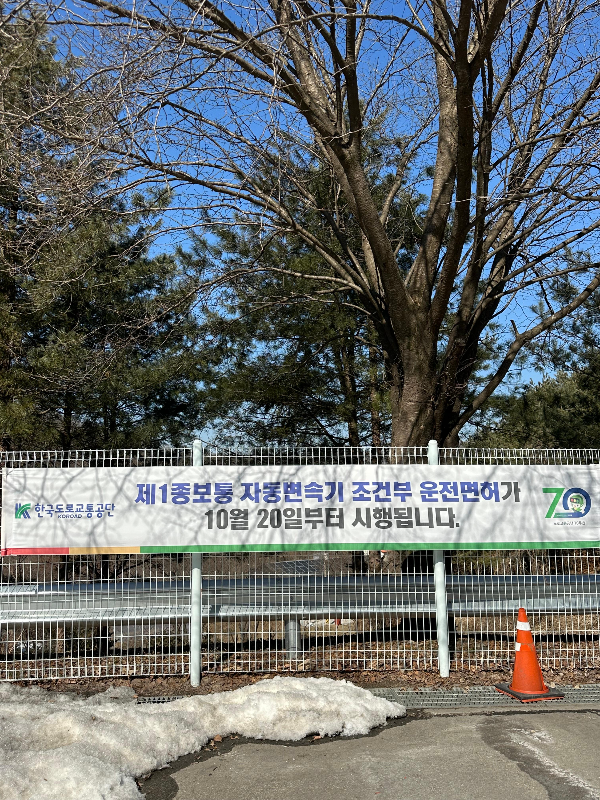 한국도로교통공단
KOROAD
제1종보통 자동변속기 조건부 운전면허가
10월 20일부터 시행됩니다.
70